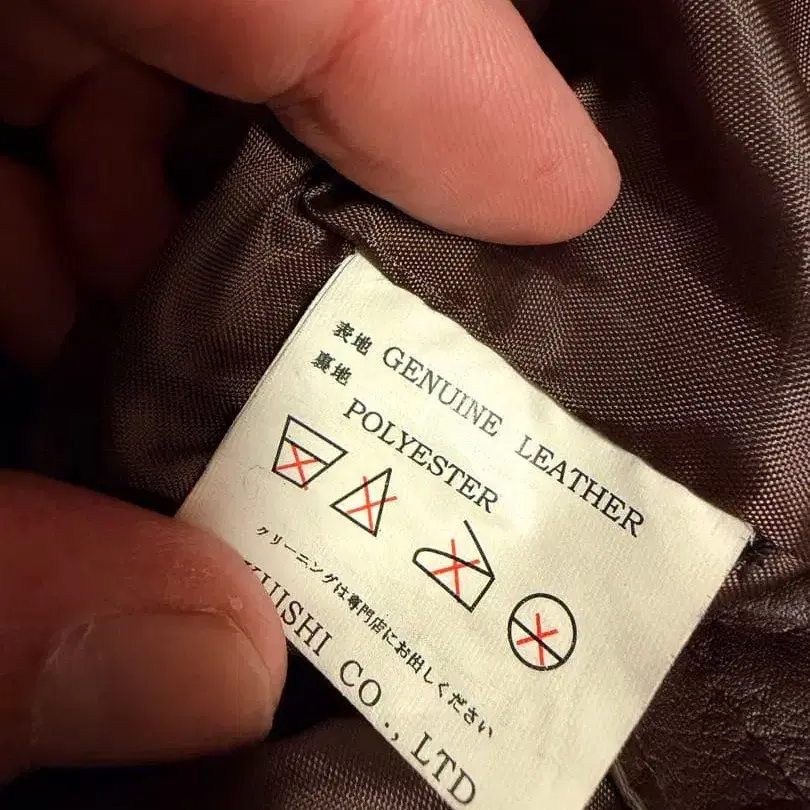 表地 GENUINE LEATHER
裏地 POLYESTER
クリーニングは専門店にお出しください
KUISHI CO., LTD